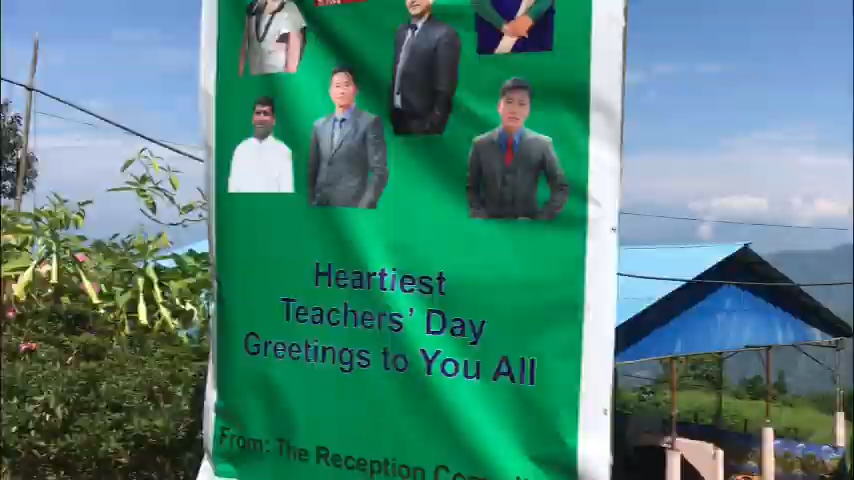 Heartiest
Teachers' Day
Greetings to You All
From: The Reception